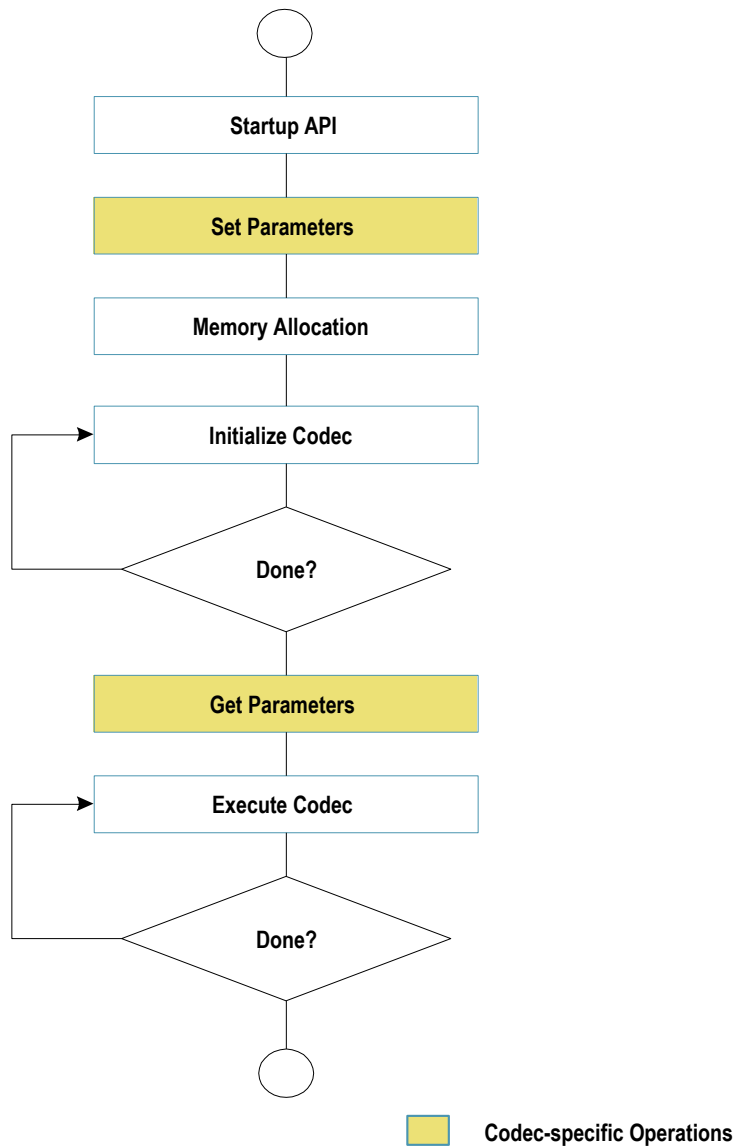 Startup API
Set Parameters
Memory Allocation
Initialize Codec
Done?
Get Parameters
Execute Codec
Done?
Codec-specific Operations